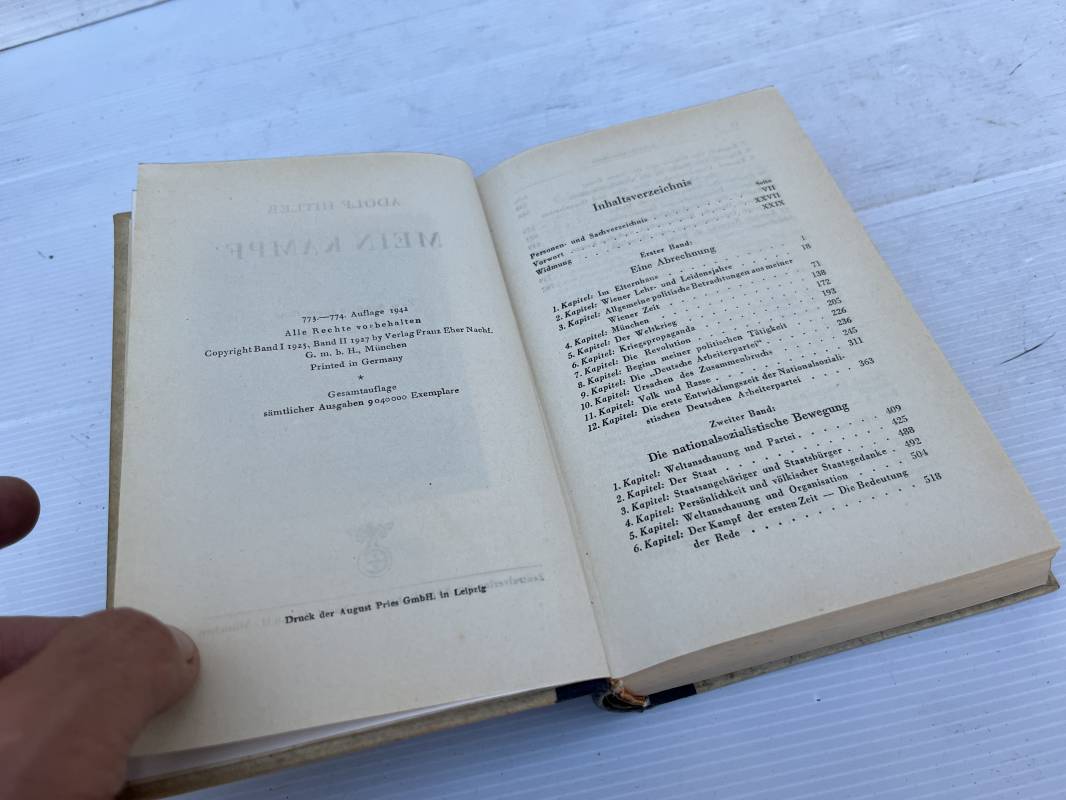 ADOLF HITLER
MEIN KAMPF
773.—774. Auflage 1942
Alle Rechte vorbehalten
Copyright Band I 1925, Band II 1927 by Verlag Franz Eher Nachf.
G. m. b. H., München
Printed in Germany
*
Gesamtauflage
sämtlicher Ausgaben 9040000 Exemplare
Druck der August Pries GmbH. in Leipzig
Inhaltsverzeichnis
Seite
Personen- und Sachverzeichnis . . . . . . VII
Vorwort . . . . . . XXVII
Widmung . . . . . . XXIX
Erster Band:
Eine Abrechnung
1. Kapitel: Im Elternhaus . . . . . . 1
2. Kapitel: Wiener Lehr- und Leidensjahre . . . . . . 18
3. Kapitel: Allgemeine politische Betrachtungen aus meiner
Wiener Zeit . . . . . . 71
4. Kapitel: München . . . . . . 138
5. Kapitel: Der Weltkrieg . . . . . . 172
6. Kapitel: Kriegspropaganda . . . . . . 193
7. Kapitel: Die Revolution . . . . . . 205
8. Kapitel: Beginn meiner politischen Tätigkeit . . . . . . 226
9. Kapitel: Die „Deutsche Arbeiterpartei“ . . . . . . 236
10. Kapitel: Ursachen des Zusammenbruchs . . . . . . 245
11. Kapitel: Volk und Rasse . . . . . . 311
12. Kapitel: Die erste Entwicklungszeit der Nationalsoziali-
stischen Deutschen Arbeiterpartei . . . . . . 363
Zweiter Band:
Die nationalsozialistische Bewegung
1. Kapitel: Weltanschauung und Partei . . . . . . 409
2. Kapitel: Der Staat . . . . . . 425
3. Kapitel: Staatsangehöriger und Staatsbürger . . . . . . 488
4. Kapitel: Persönlichkeit und völkischer Staatsgedanke . . 492
5. Kapitel: Weltanschauung und Organisation . . . . . . 504
6. Kapitel: Der Kampf der ersten Zeit — Die Bedeutung
der Rede . . . . . . 518